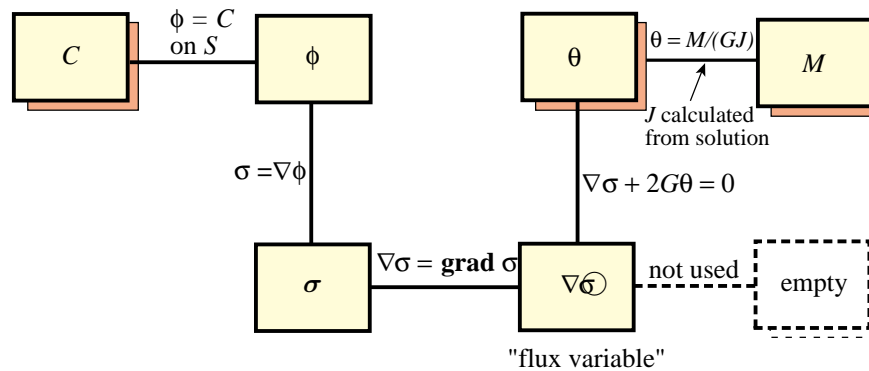 ϕ = C
on S
C
ϕ
θ
θ = M/(GJ)
M
J calculated
from solution
σ =∇ϕ
∇σ + 2Gθ = 0
∇σ = grad σ
σ
∇σ
not used
empty
"flux variable"